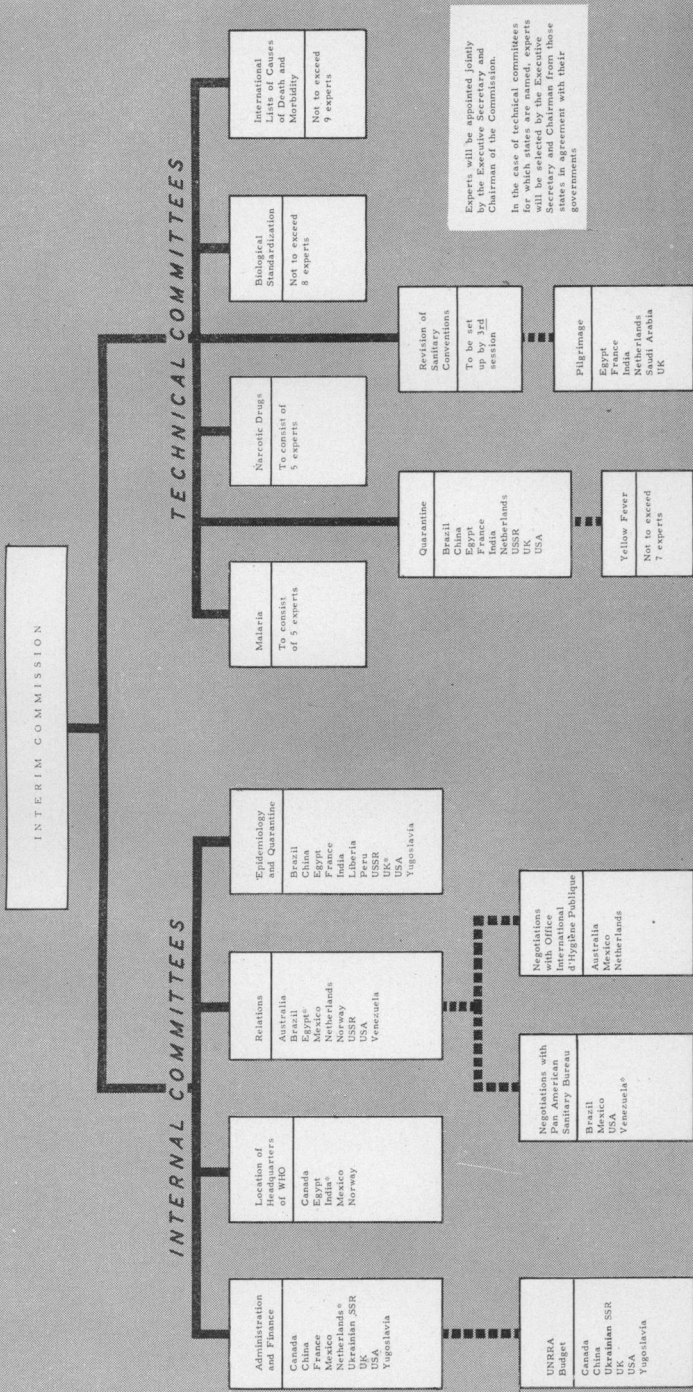 INTERIM COMMISSION
INTERNAL COMMITTEES
Administration
and Finance
Canada
China
France
Mexico
Netherlands*
Ukrainian SSR
UK
USA
Yugoslavia
UNRRA
Budget
Canada
China
Ukrainian SSR
UK
USA
Yugoslavia
Location of
Headquarters
of WHO
Canada
Egypt
India*
Mexico
Norway
Relations
Australia
Brazil
Egypt*
Mexico
Netherlands
Norway
USSR
USA
Venezuela
Negotiations with
Pan American
Sanitary Bureau
Brazil
Mexico
USA
Venezuela*
Negotiations
with Office
International
d'Hygiène Publique
Australia
Mexico
Netherlands
Epidemiology
and Quarantine
Brazil
China
Egypt
France
India
Liberia
Peru
USSR
UK*
USA
Yugoslavia
TECHNICAL COMMITTEES
Malaria
To consist
of 5 experts
Quarantine
Brazil
China
Egypt
France
India
Netherlands
USSR
UK
USA
Yellow Fever
Not to exceed
7 experts
Narcotic Drugs
To consist of
5 experts
Revision of
Sanitary
Conventions
To be set
up by 3rd
session
Pilgrimage
Egypt
France
India
Netherlands
Saudi Arabia
UK
Biological
Standardization
Not to exceed
8 experts
International
Lists of Causes
of Death and
Morbidity
Not to exceed
9 experts
Experts will be appointed jointly
by the Executive Secretary and
Chairman of the Commission.
In the case of technical committees
for which states are named, experts
will be selected by the Executive
Secretary and Chairman from those
states in agreement with their
governments